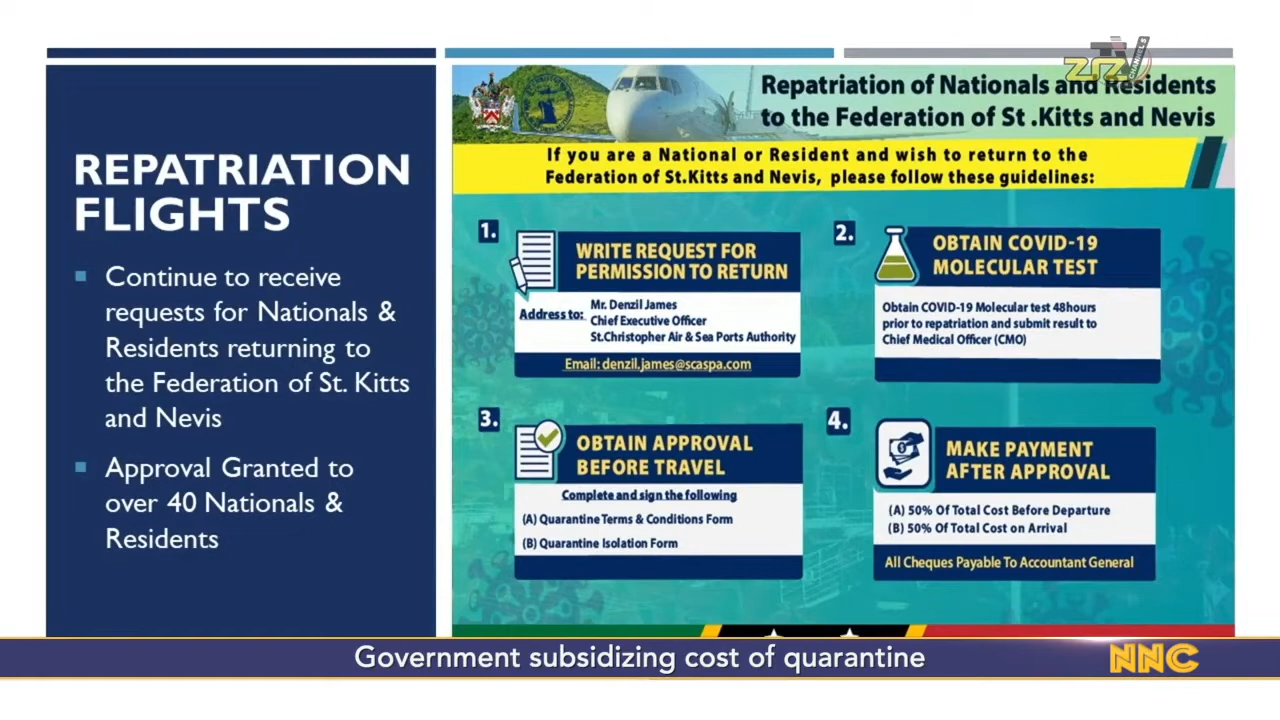 REPATRIATION
FLIGHTS
Continue to receive
requests for Nationals &
Residents returning to
the Federation of St. Kitts
and Nevis
Approval Granted to
over 40 Nationals &
Residents
ZIZ TV
CHANNEL 5
Repatriation of Nationals and Residents
to the Federation of St .Kitts and Nevis
If you are a National or Resident and wish to return to the
Federation of St.Kitts and Nevis, please follow these guidelines:
1.
WRITE REQUEST FOR
PERMISSION TO RETURN
Address to: Mr. Denzil James
Chief Executive Officer
St.Christopher Air & Sea Ports Authority
Email: denzil.james@scaspa.com
2.
OBTAIN COVID-19
MOLECULAR TEST
Obtain COVID-19 Molecular test 48hours
prior to repatriation and submit result to
Chief Medical Officer (CMO)
3.
OBTAIN APPROVAL
BEFORE TRAVEL
Complete and sign the following
(A) Quarantine Terms & Conditions Form
(B) Quarantine Isolation Form
4.
MAKE PAYMENT
AFTER APPROVAL
(A) 50% Of Total Cost Before Departure
(B) 50% Of Total Cost on Arrival
All Cheques Payable To Accountant General
Government subsidizing cost of quarantine
NNC